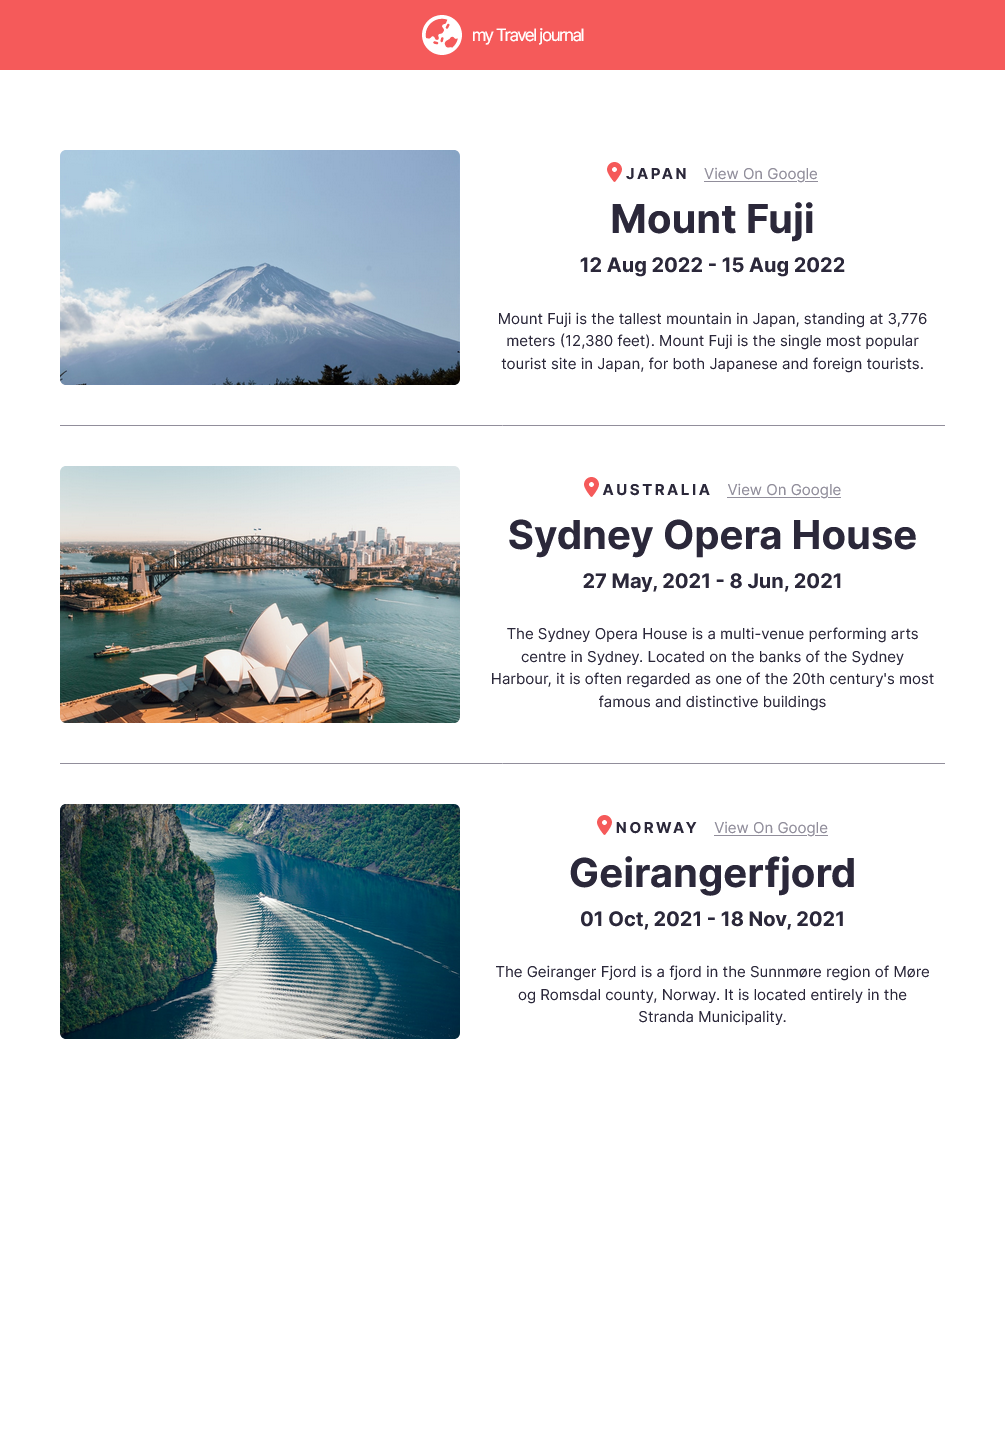 my Travel journal
JAPAN View On Google
Mount Fuji
12 Aug 2022 - 15 Aug 2022
Mount Fuji is the tallest mountain in Japan, standing at 3,776
meters (12,380 feet). Mount Fuji is the single most popular
tourist site in Japan, for both Japanese and foreign tourists.
AUSTRALIA View On Google
Sydney Opera House
27 May, 2021 - 8 Jun, 2021
The Sydney Opera House is a multi-venue performing arts
centre in Sydney. Located on the banks of the Sydney
Harbour, it is often regarded as one of the 20th century's most
famous and distinctive buildings
NORWAY View On Google
Geirangerfjord
01 Oct, 2021 - 18 Nov, 2021
The Geiranger Fjord is a fjord in the Sunnmøre region of Møre
og Romsdal county, Norway. It is located entirely in the
Stranda Municipality.